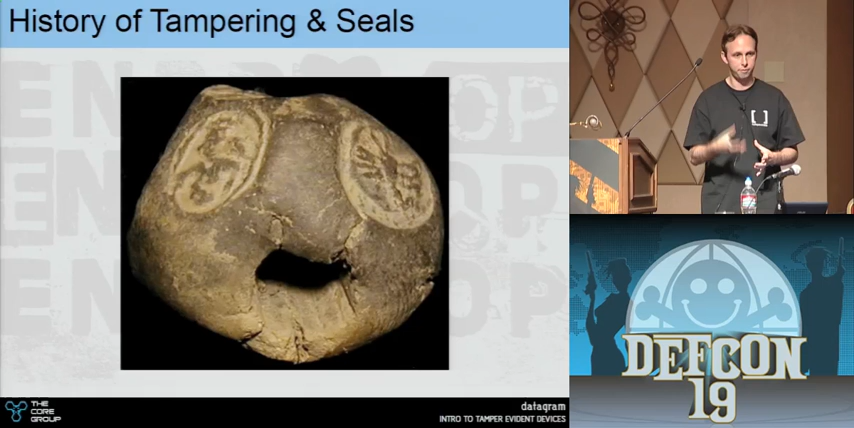 History of Tampering & Seals
THE
CORE
GROUP
datagram
INTRO TO TAMPER EVIDENT DEVICES
DEFCON
19